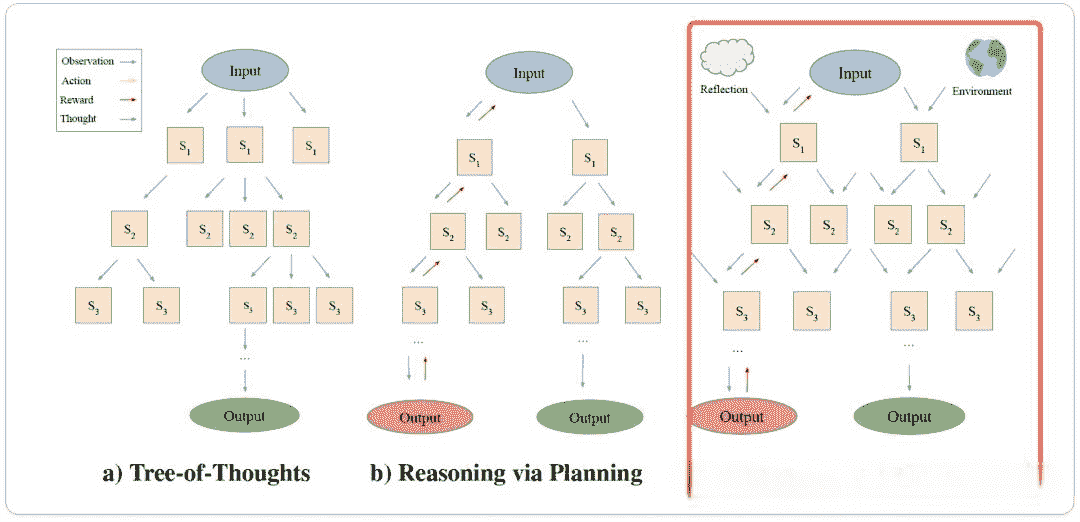 Observation
Action
Reward
Thought
Input
S1 S1 S1
S2 S2 S2 S2
S3 S3 S3 S3 S3
...
Output
a) Tree-of-Thoughts
Input
S1 S1
S2 S2 S2 S2
S3 S3 S3 S3
... ...
Output Output
b) Reasoning via Planning
Reflection
Input
Environment
S1 S1
S2 S2 S2 S2
S3 S3 S3 S3
... ...
Output Output